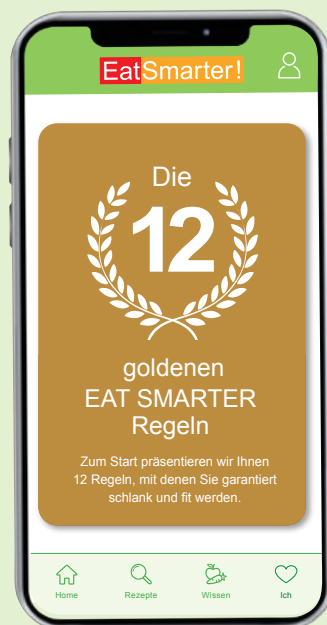 EatSmarter!
Die
12
goldenen
EAT SMARTER
Regeln
Zum Start präsentieren wir Ihnen
12 Regeln, mit denen Sie garantiert
schlank und fit werden.
Home Rezepte Wissen Ich